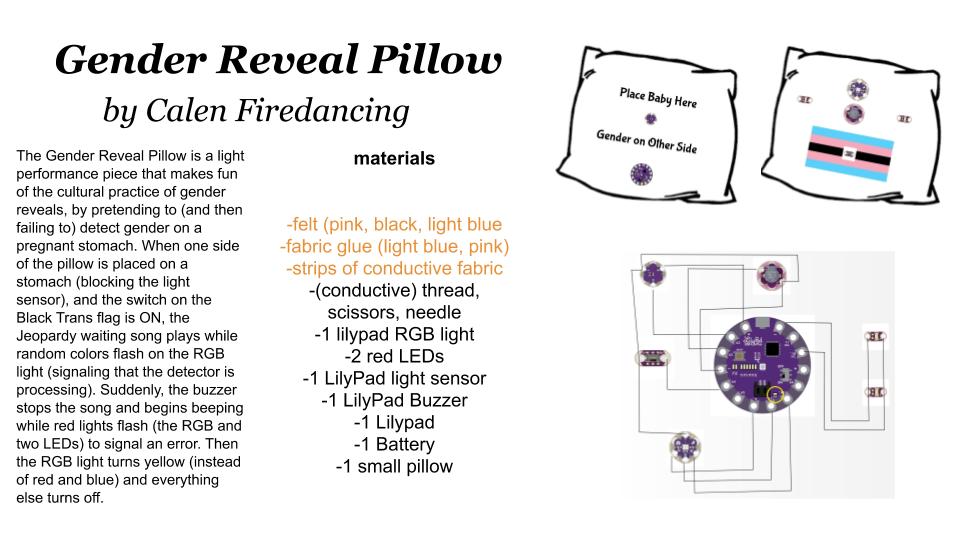 Gender Reveal Pillow
by Calen Firedancing
The Gender Reveal Pillow is a light
performance piece that makes fun
of the cultural practice of gender
reveals, by pretending to (and then
failing to) detect gender on a
pregnant stomach. When one side
of the pillow is placed on a
stomach (blocking the light
sensor), and the switch on the
Black Trans flag is ON, the
Jeopardy waiting song plays while
random colors flash on the RGB
light (signaling that the detector is
processing). Suddenly, the buzzer
stops the song and begins beeping
while red lights flash (the RGB and
two LEDs) to signal an error. Then
the RGB light turns yellow (instead
of red and blue) and everything
else turns off.
materials
-felt (pink, black, light blue
-fabric glue (light blue, pink)
-strips of conductive fabric
-(conductive) thread,
scissors, needle
-1 lilypad RGB light
-2 red LEDs
-1 LilyPad light sensor
-1 LilyPad Buzzer
-1 Lilypad
-1 Battery
-1 small pillow
Place Baby Here
Gender on Other Side